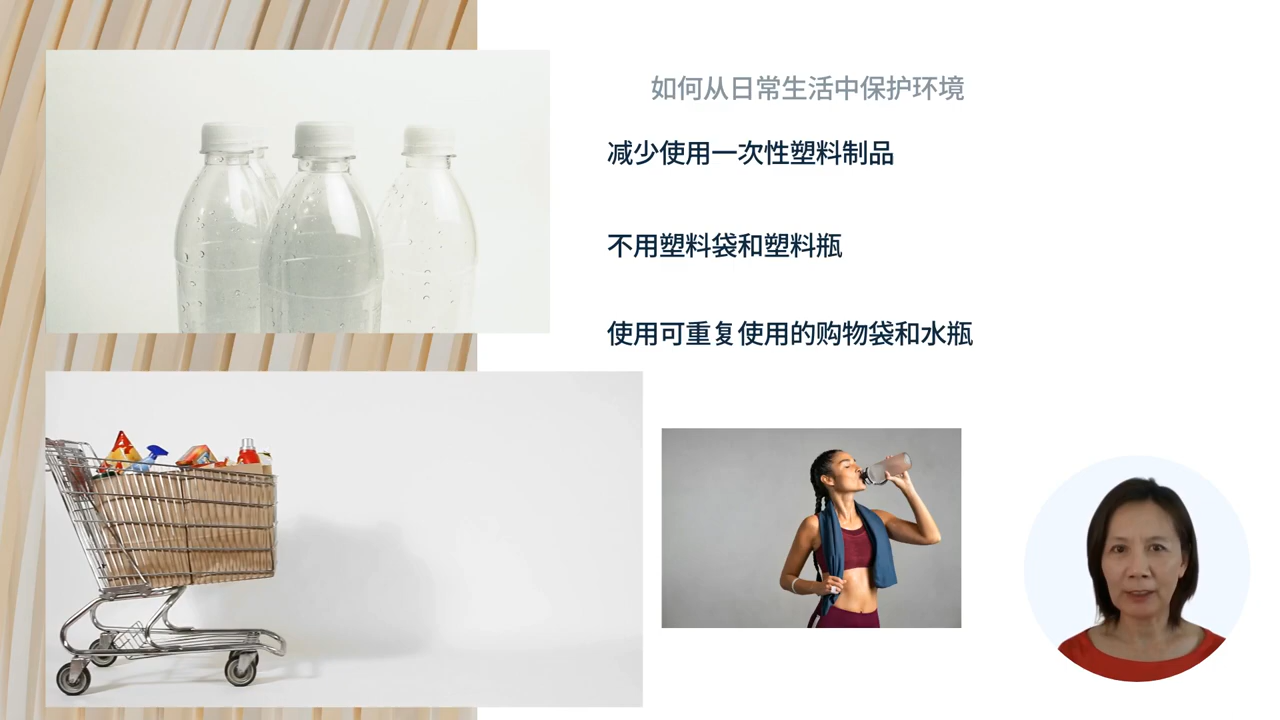 如何从日常生活中保护环境
减少使用一次性塑料制品
不用塑料袋和塑料瓶
使用可重复使用的购物袋和水瓶